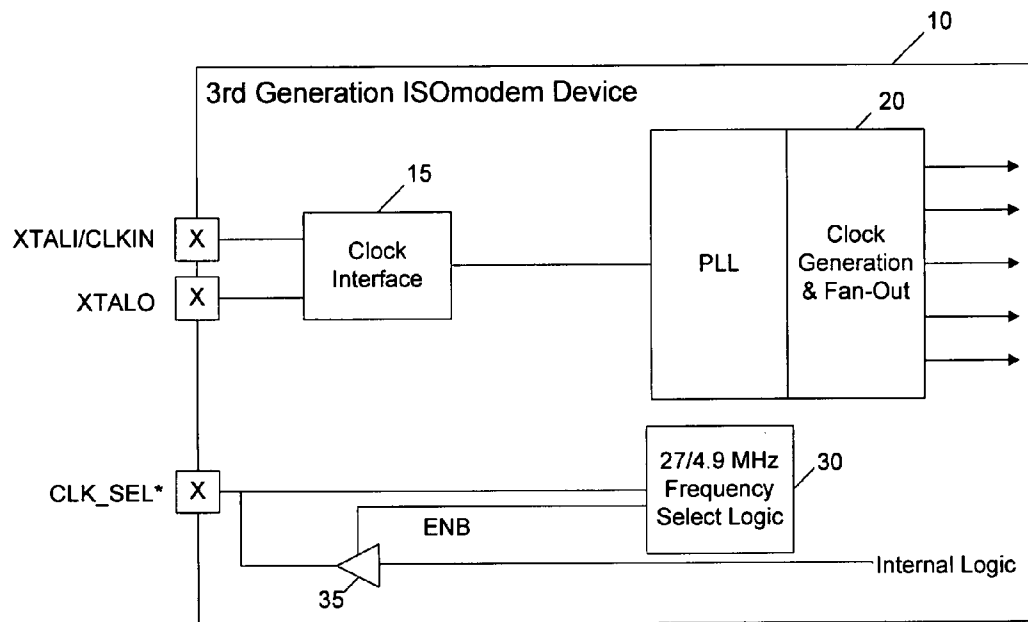 10
3rd Generation ISOmodem Device
20
15
XTALI/CLKIN
X
Clock
Interface
PLL
Clock
Generation
& Fan-Out
XTALO
X
CLK_SEL*
X
27/4.9 MHz
Frequency
Select Logic
30
ENB
35
Internal Logic